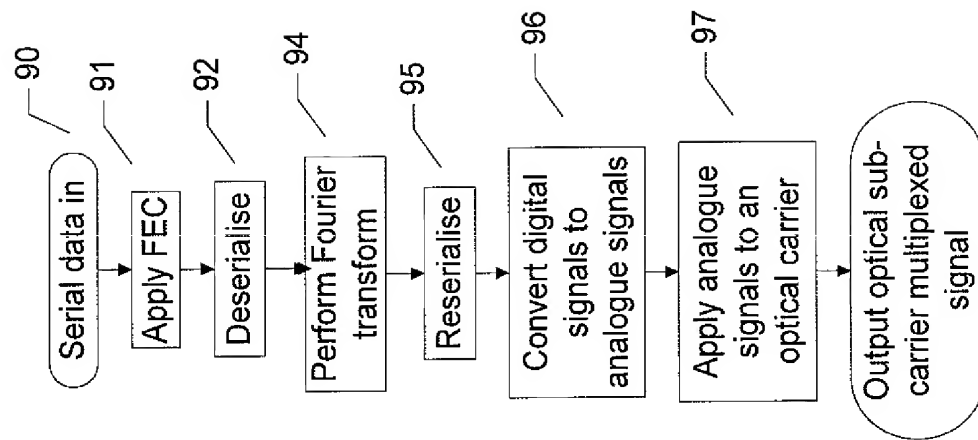 Serial data in
90
Apply FEC
91
Deserialise
92
Perform Fourier
transform
94
Reserialise
95
Convert digital
signals to
analogue signals
96
Apply analogue
signals to an
optical carrier
97
Output optical sub-
carrier multiplexed
signal